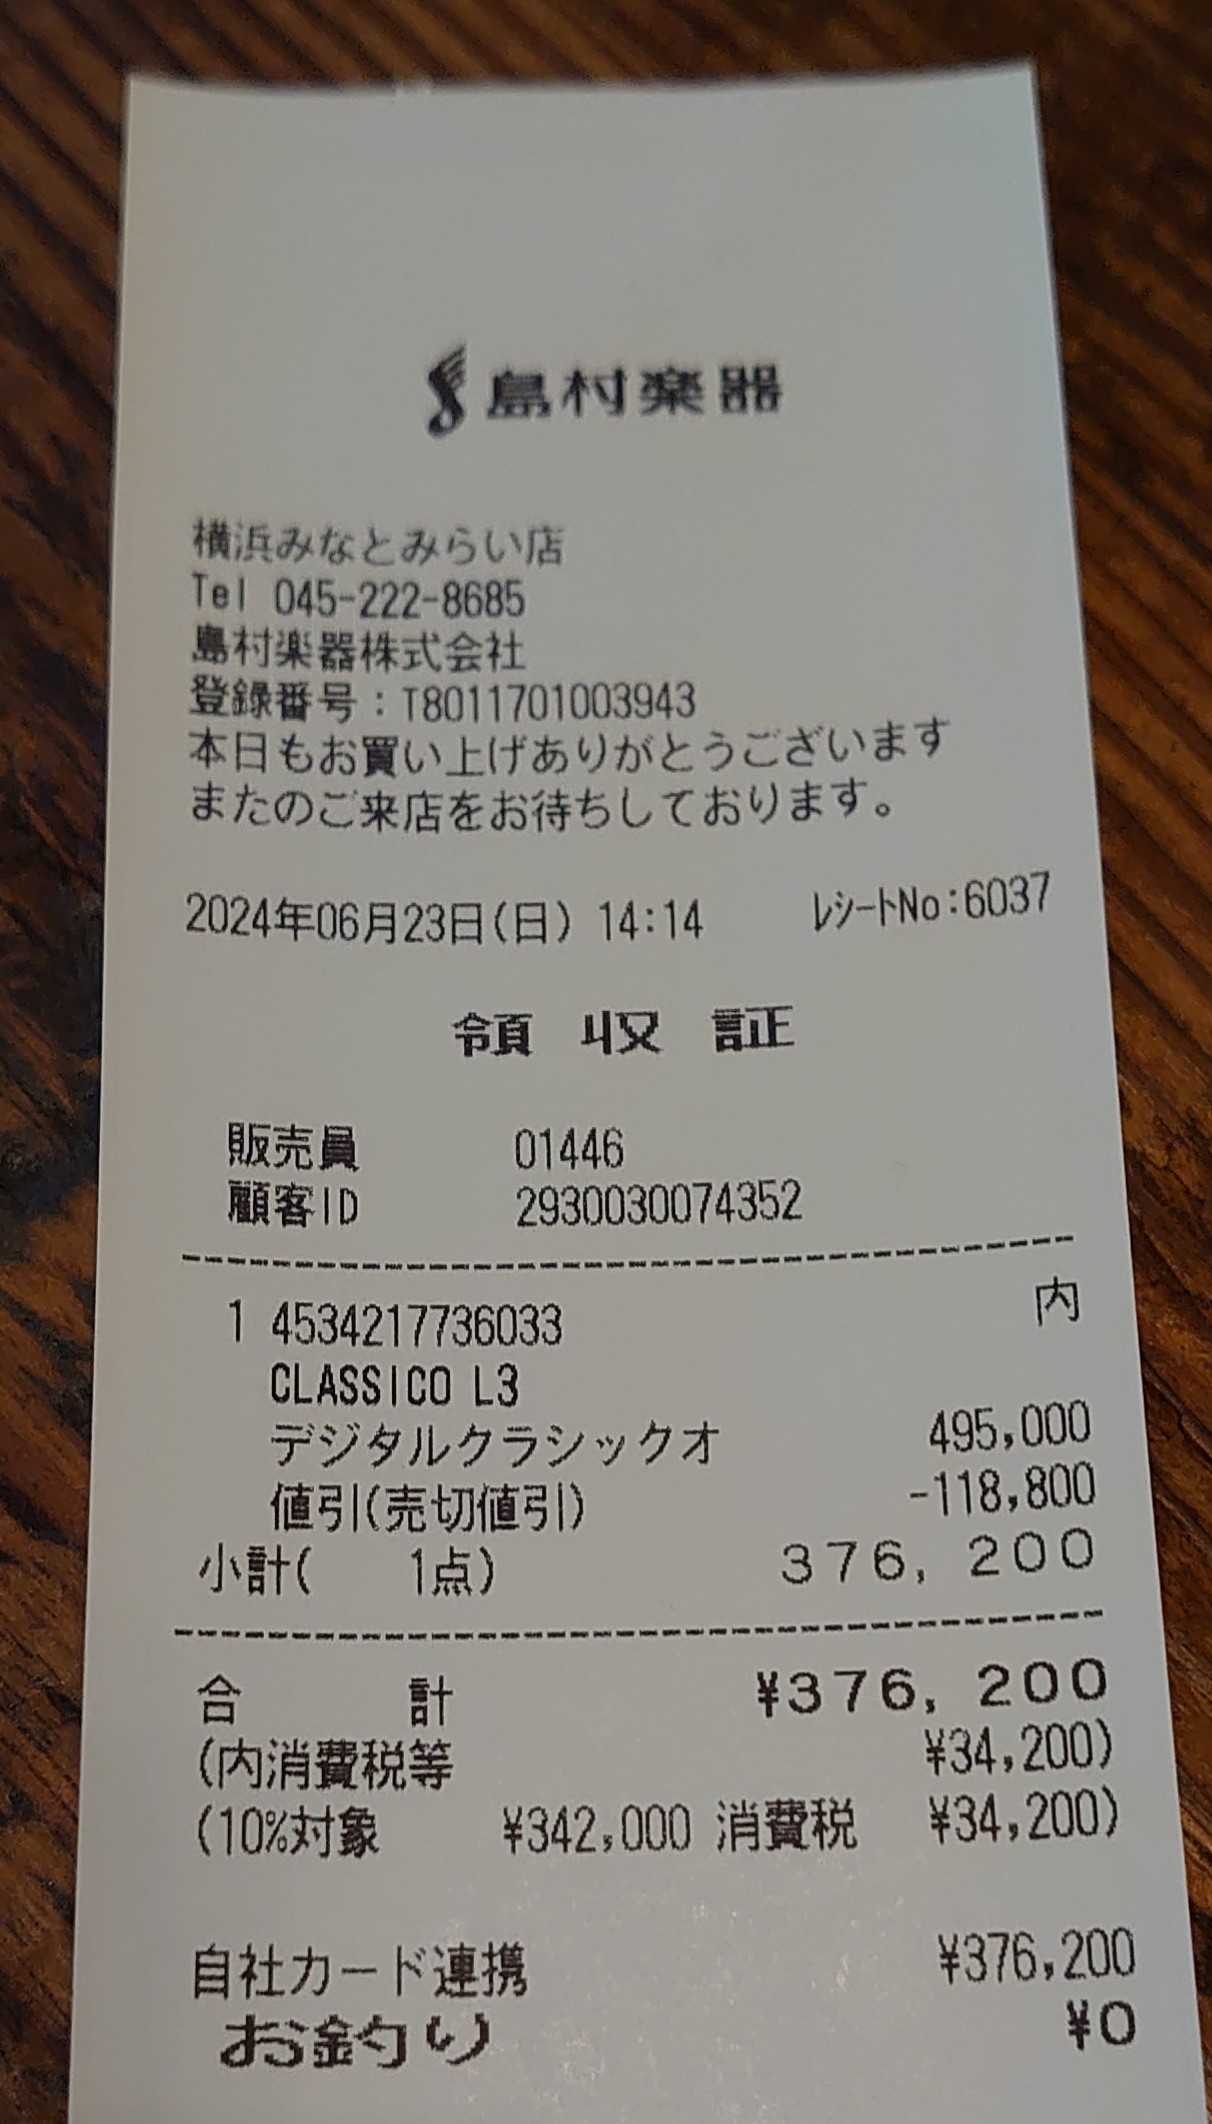 島村楽器
横浜みなとみらい店
Tel 045-222-8685
島村楽器株式会社
登録番号：T8011701003943
本日もお買い上げありがとうございます
またのご来店をお待ちしております。
2024年06月23日(日) 14:14 ﾚｼｰﾄNo:6037
領収証
販売員 01446
顧客ID 2930030074352
1 4534217736033 内
CLASSICO L3
デジタルクラシックオ 495,000
値引(売切値引) -118,800
小計( 1点) 376,200
合計 ¥376,200
(内消費税等 ¥34,200)
(10%対象 ¥342,000 消費税 ¥34,200)
自社カード連携 ¥376,200
お釣り ¥0